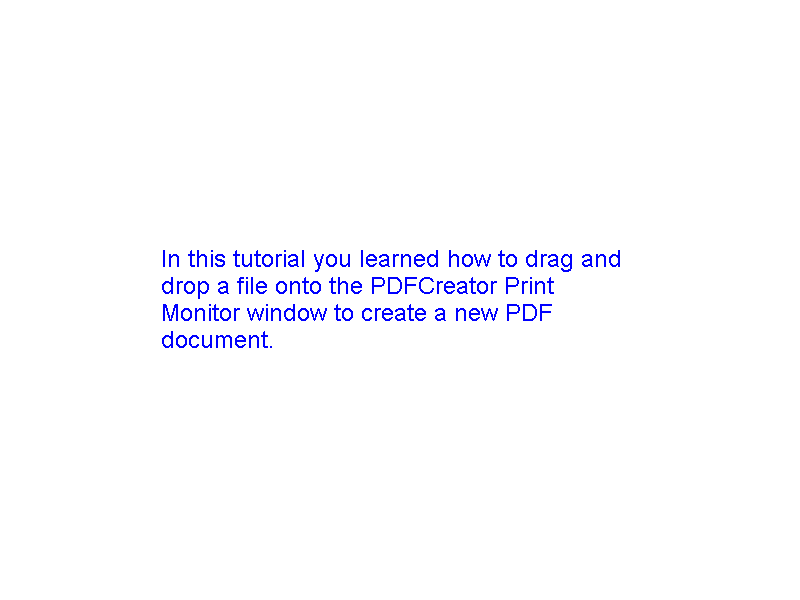 In this tutorial you learned how to drag and
drop a file onto the PDFCreator Print
Monitor window to create a new PDF
document.